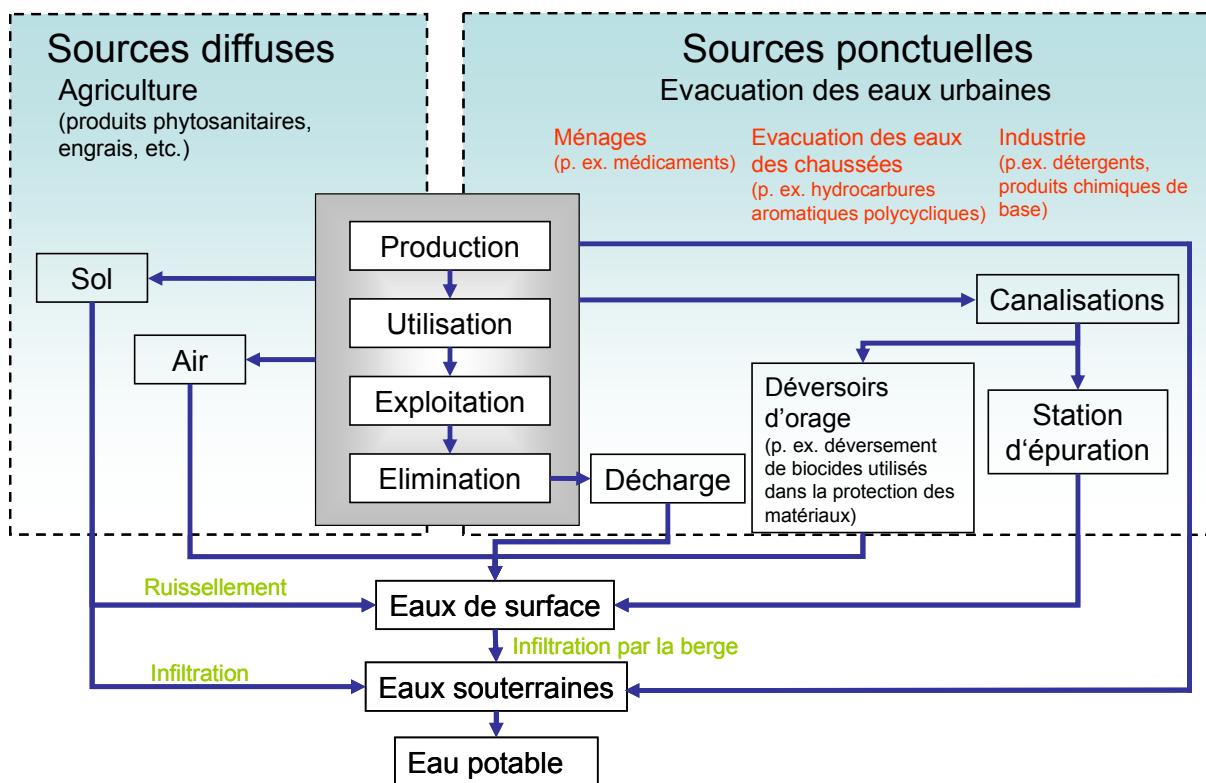 Sources diffuses
Agriculture
(produits phytosanitaires,
engrais, etc.)
Sources ponctuelles
Evacuation des eaux urbaines
Ménages
(p. ex. médicaments)
Evacuation des eaux
des chaussées
(p. ex. hydrocarbures
aromatiques polycycliques)
Industrie
(p.ex. détergents,
produits chimiques de
base)
Production
Utilisation
Exploitation
Elimination
Sol
Air
Décharge
Canalisations
Déversoirs
d’orage
(p. ex. déversement
de biocides utilisés
dans la protection des
matériaux)
Station
d‘épuration
Ruissellement
Eaux de surface
Infiltration par la berge
Infiltration
Eaux souterraines
Eau potable